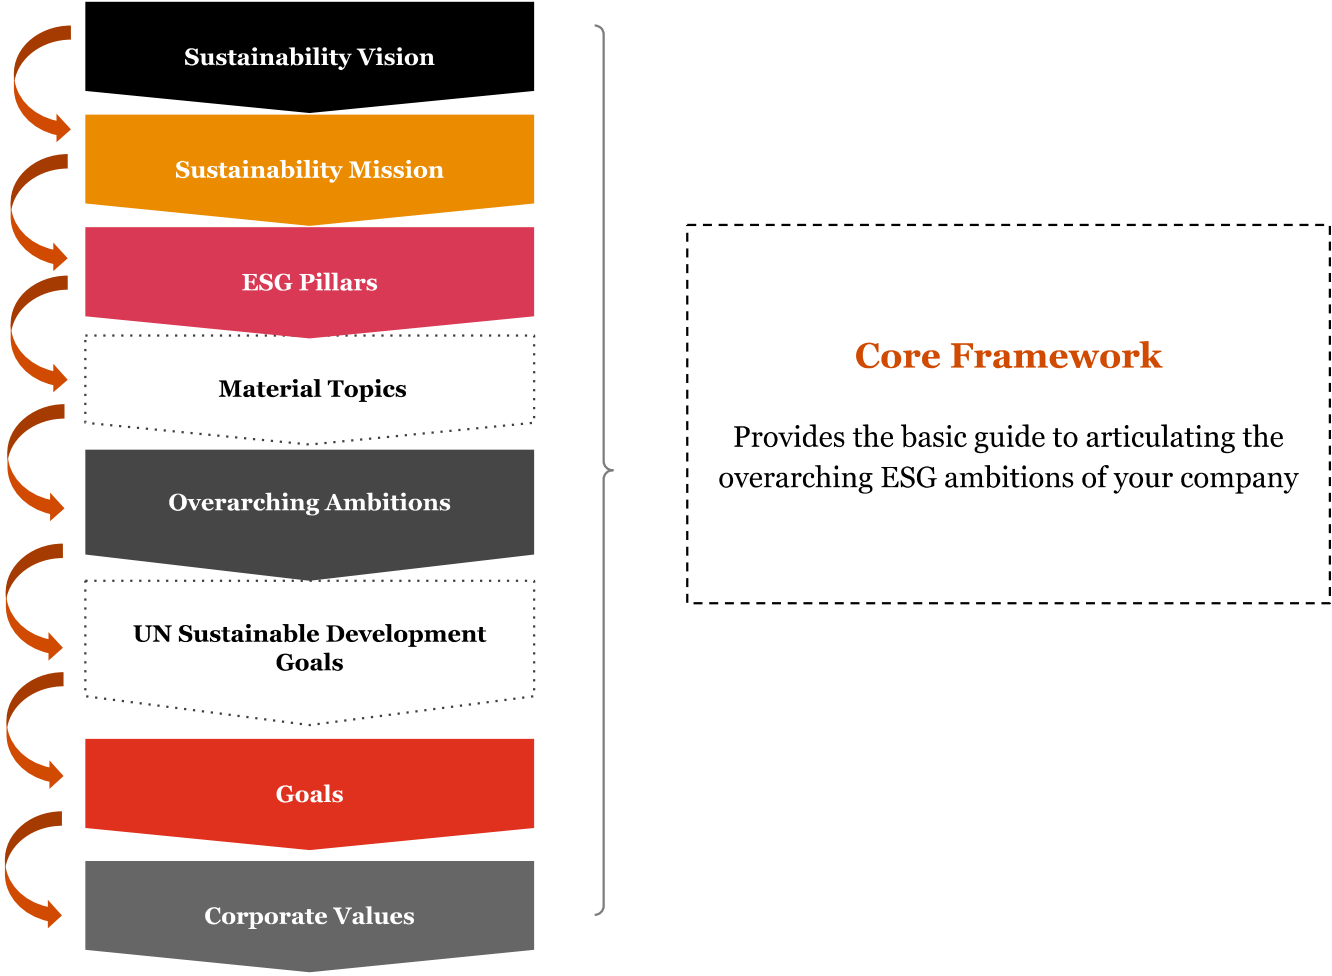 Sustainability Vision
Sustainability Mission
ESG Pillars
Material Topics
Overarching Ambitions
UN Sustainable Development
Goals
Goals
Corporate Values
Core Framework
Provides the basic guide to articulating the
overarching ESG ambitions of your company